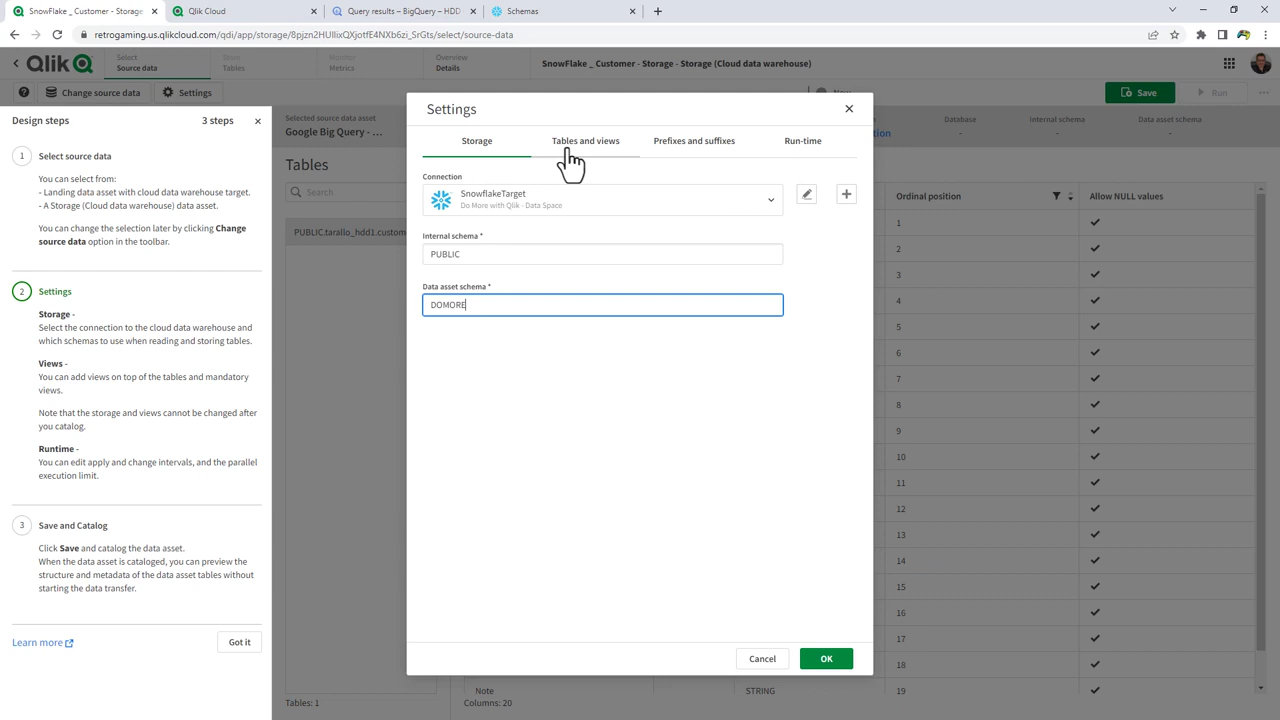 SnowFlake _ Customer - Storage
Qlik Cloud
Query results – BigQuery – HDD
Schemas
retrogaming.us.qlikcloud.com/qdi/app/storage/8pjzn2HUIlixQXjotfE4NXb6zi_SrGts/select/source-data
Qlik
Select
Source data
Store
Tables
Monitor
Metrics
Overview
Details
SnowFlake _ Customer - Storage - Storage (Cloud data warehouse)
Change source data
Settings
New
Save
Run
Design steps
3 steps
1
Select source data
You can select from:
- Landing data asset with cloud data warehouse target.
- A Storage (Cloud data warehouse) data asset.
You can change the selection later by clicking Change
source data option in the toolbar.
2
Settings
Storage -
Select the connection to the cloud data warehouse and
which schemas to use when reading and storing tables.
Views -
You can add views on top of the tables and mandatory
views.
Note that the storage and views cannot be changed after
you catalog.
Runtime -
You can edit apply and change intervals, and the parallel
execution limit.
3
Save and Catalog
Click Save and catalog the data asset.
When the data asset is cataloged, you can preview the
structure and metadata of the data asset tables without
starting the data transfer.
Learn more
Got it
Selected source data asset
Google Big Query - ...
Tables
Search
PUBLIC.tarallo_hdd1.custom
Tables: 1
Settings
Storage
Tables and views
Prefixes and suffixes
Run-time
Connection
SnowflakeTarget
Do More with Qlik - Data Space
Internal schema *
PUBLIC
Data asset schema *
DOMORE
Cancel
OK
Database
-
Internal schema
-
Data asset schema
-
Ordinal position
Allow NULL values
1
2
3
4
5
6
7
8
9
10
11
12
13
14
15
16
17
18
Note
STRING
19
Columns: 20